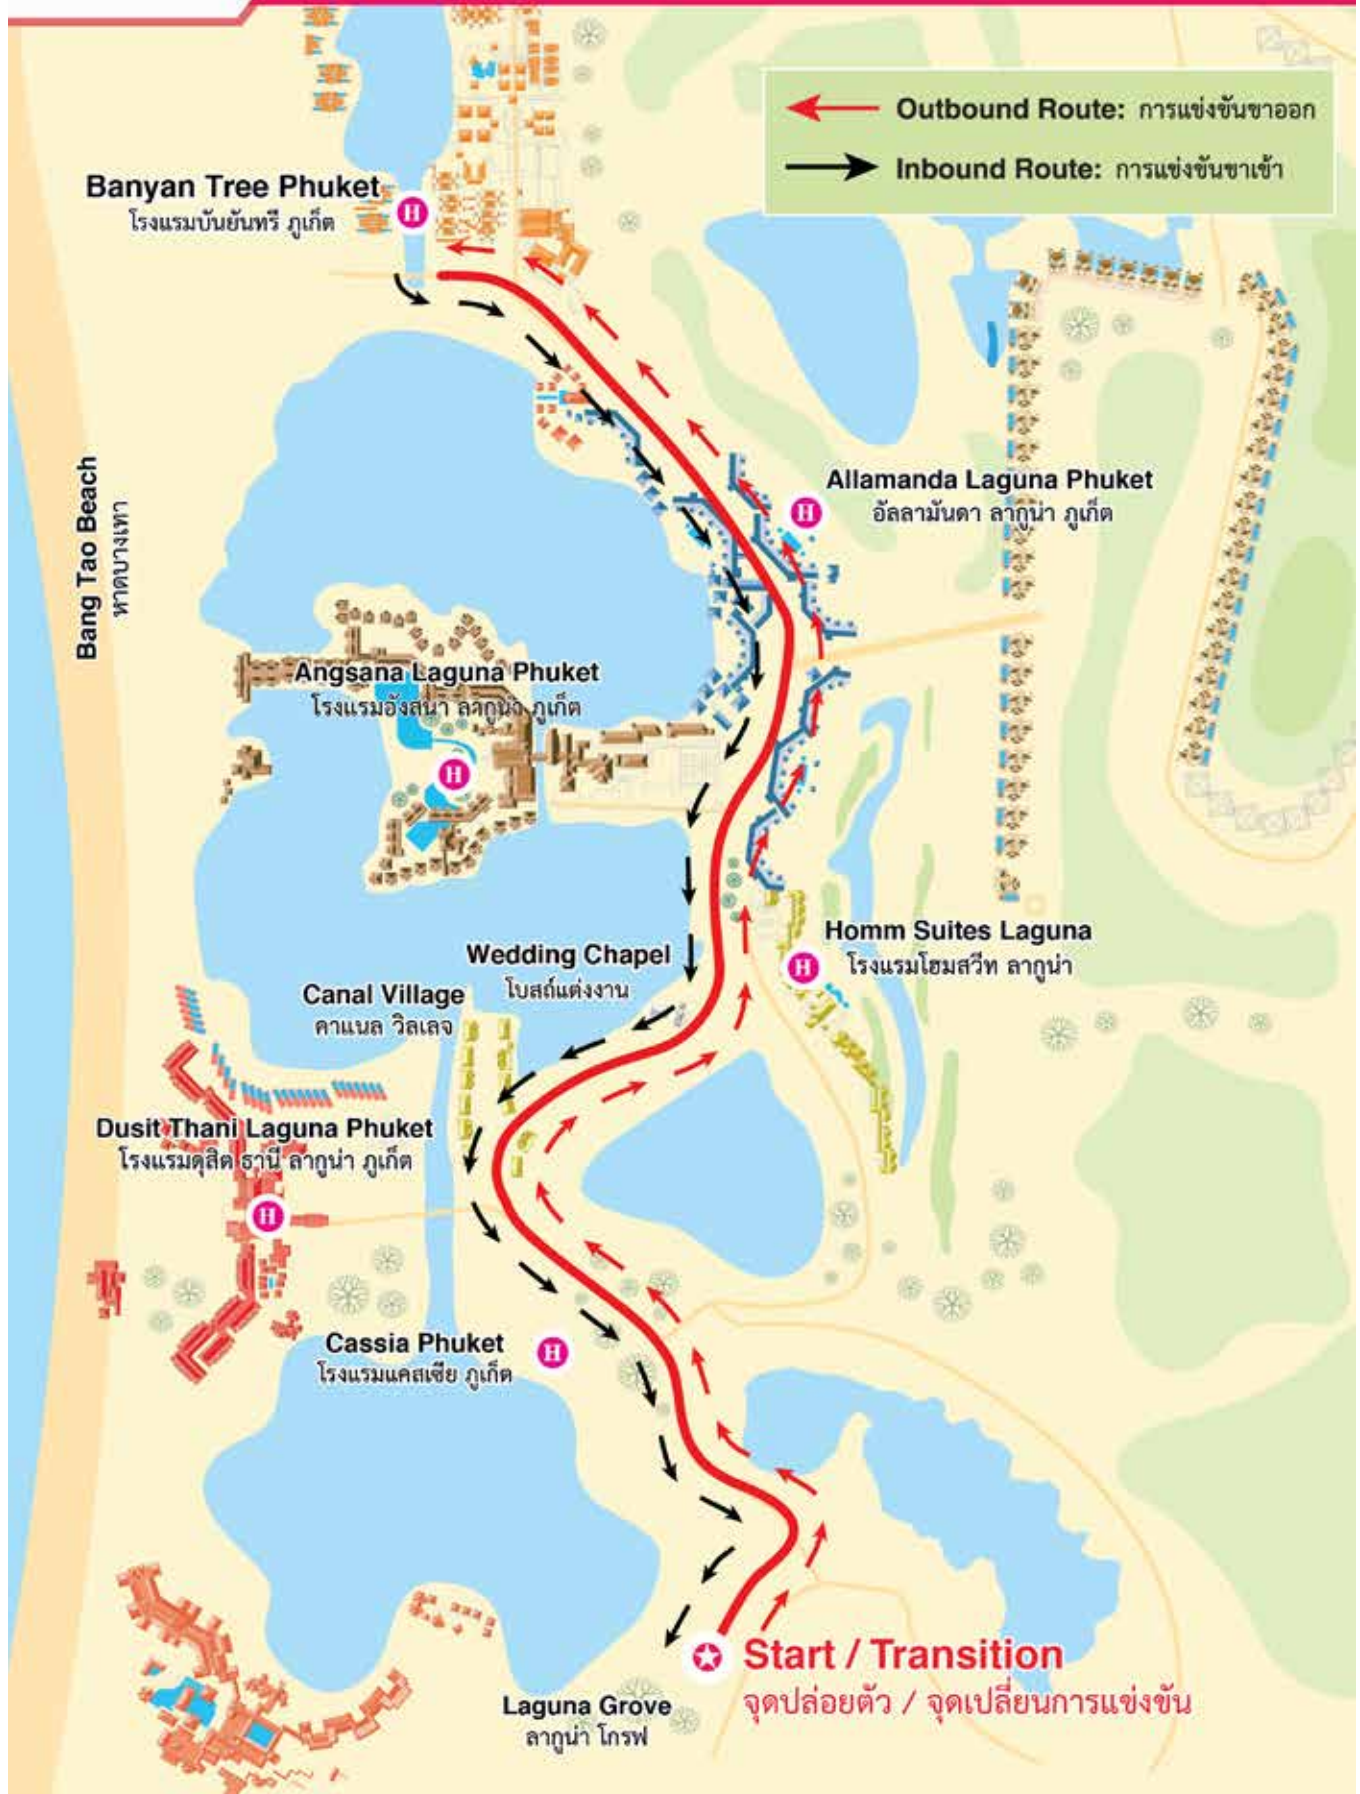 Outbound Route: การแข่งขันขาออก
Inbound Route: การแข่งขันขาเข้า
Banyan Tree Phuket
โรงแรมบันยันทรี ภูเก็ต
H
Bang Tao Beach
หาดบางเทา
Allamanda Laguna Phuket
อัลลามันดา ลากูน่า ภูเก็ต
H
Angsana Laguna Phuket
โรงแรมอังสนา ลากูน่า ภูเก็ต
H
Homm Suites Laguna
โรงแรมโฮมสวีท ลากูน่า
H
Wedding Chapel
โบสถ์แต่งงาน
Canal Village
คาแนล วิลเลจ
Dusit Thani Laguna Phuket
โรงแรมดุสิต ธานี ลากูน่า ภูเก็ต
H
Cassia Phuket
โรงแรมแคสเซีย ภูเก็ต
H
Start / Transition
จุดปล่อยตัว / จุดเปลี่ยนการแข่งขัน
Laguna Grove
ลากูน่า โกรฟ